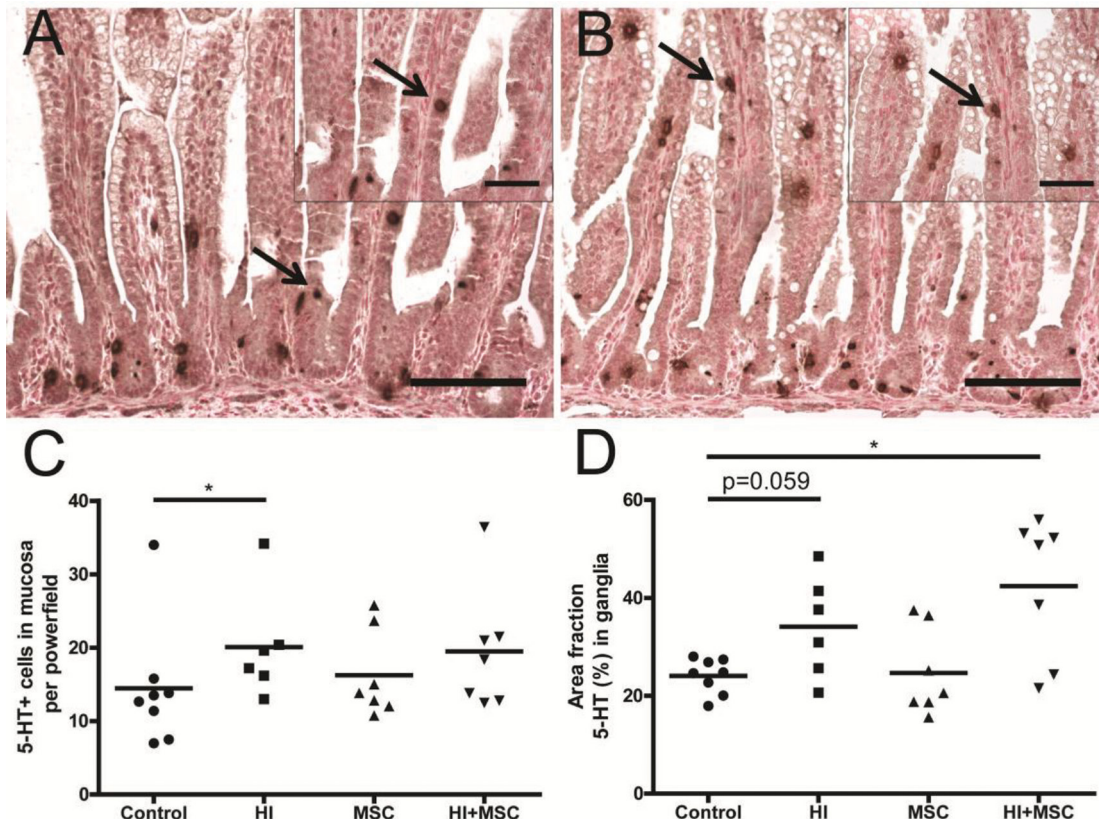 A
B
C
*
5-HT+ cells in mucosa
per powerfield
40
30
20
10
0
Control HI MSC HI+MSC
D
*
p=0.059
Area fraction
5-HT (%) in ganglia
60
40
20
0
Control HI MSC HI+MSC